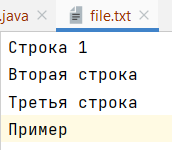 .java file.txt
Строка 1
Вторая строка
Третья строка
Пример